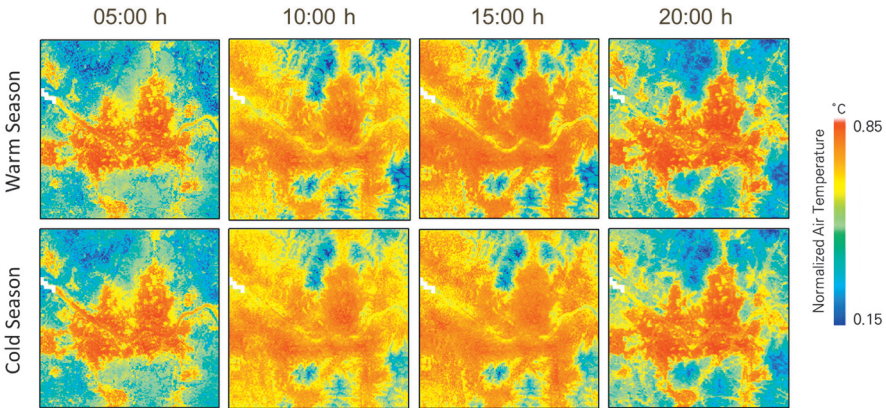 05:00 h
10:00 h
15:00 h
20:00 h
Warm Season
Cold Season
°C
0.85
Normalized Air Temperature
0.15